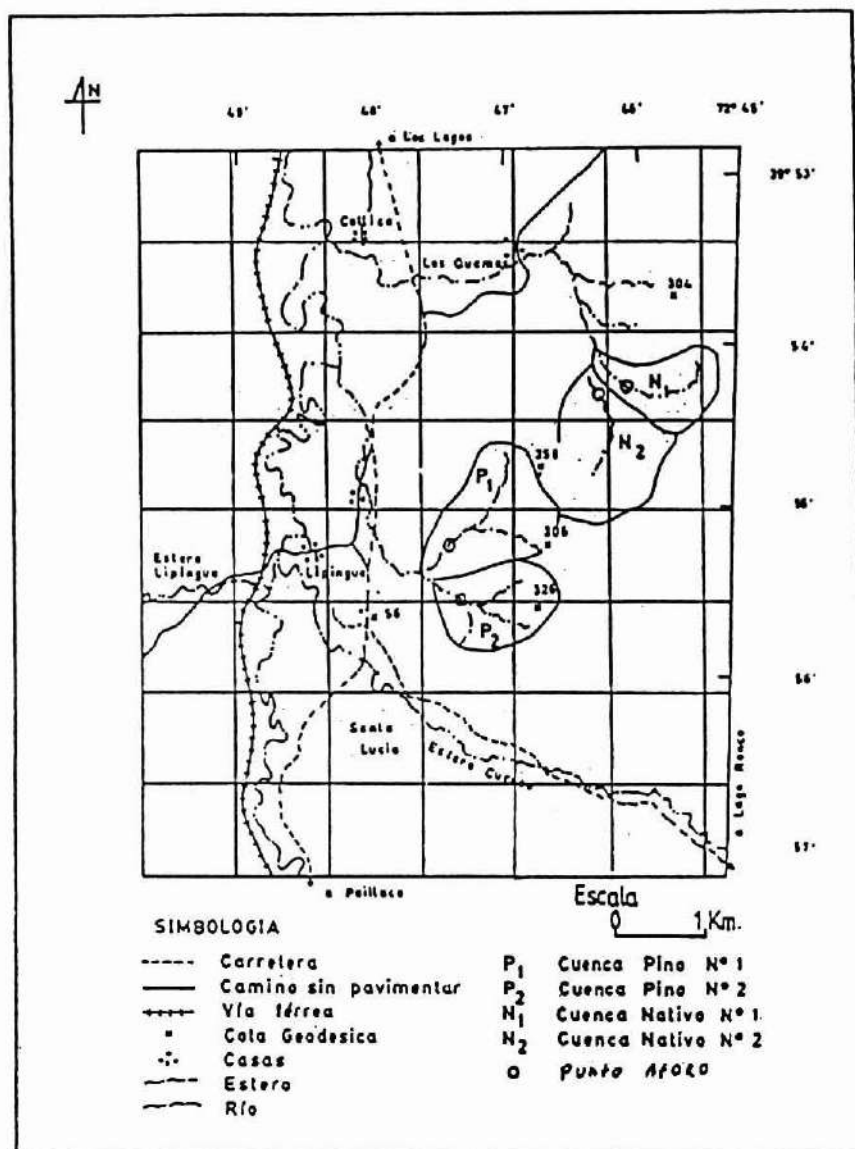 N
49' 48' 47' 46' 72° 45'
a Los Lagos
39° 53'
Collico
Los Guemos
304
54'
N1
N2
358
P1
55'
306
Estero
Lipingue
Lipingue
326
56
P2
56'
Santa
Lucia
Estero
a Lago Ranco
57'
a Paillaco
Escala
0 1 Km.
SIMBOLOGIA
Carretera
Camino sin pavimentar
Vía férrea
Cota Geodesica
Casas
Estero
Río
P1 Cuenca Pino N° 1
P2 Cuenca Pino N° 2
N1 Cuenca Nativo N° 1
N2 Cuenca Nativo N° 2
Punto AFORO